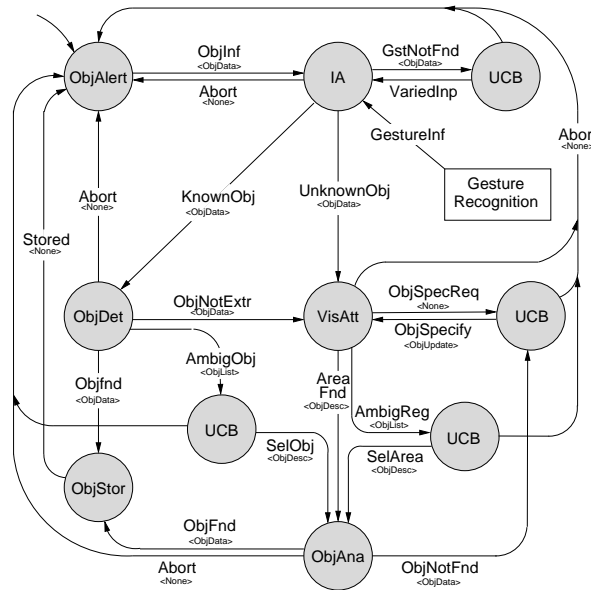 ObjInf
<ObjData>
GstNotFnd
<ObjData>
ObjAlert
IA
UCB
Abort
<None>
VariedInp
GestureInf
Abort
<None>
Gesture
Recognition
KnownObj
<ObjData>
UnknownObj
<ObjData>
Abort
<None>
Stored
<None>
ObjNotExtr
<ObjData>
ObjSpecReq
<None>
ObjDet
VisAtt
UCB
ObjSpecify
<ObjUpdate>
AmbigObj
<ObjList>
Objfnd
<ObjData>
Area
Fnd
<ObjDesc>
AmbigReg
<ObjList>
UCB
UCB
SelObj
<ObjDesc>
SelArea
<ObjDesc>
ObjStor
ObjFnd
<ObjData>
ObjAna
Abort
<None>
ObjNotFnd
<ObjData>